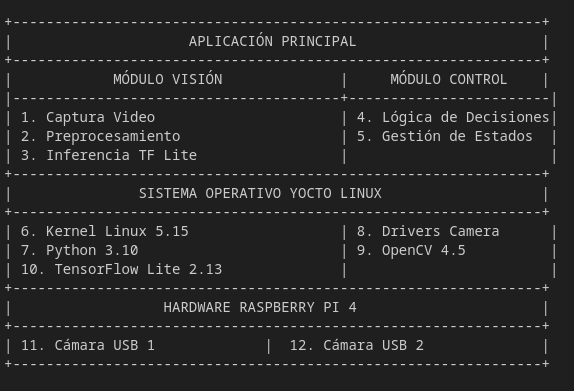 APLICACIÓN PRINCIPAL
MÓDULO VISIÓN | MÓDULO CONTROL
1. Captura Video | 4. Lógica de Decisiones
2. Preprocesamiento | 5. Gestión de Estados
3. Inferencia TF Lite
SISTEMA OPERATIVO YOCTO LINUX
6. Kernel Linux 5.15 | 8. Drivers Camera
7. Python 3.10 | 9. OpenCV 4.5
10. TensorFlow Lite 2.13
HARDWARE RASPBERRY PI 4
11. Cámara USB 1 | 12. Cámara USB 2